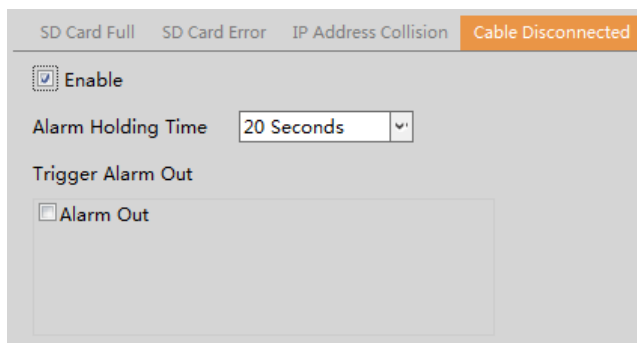 SD Card Full SD Card Error IP Address Collision Cable Disconnected
Enable
Alarm Holding Time 20 Seconds
Trigger Alarm Out
Alarm Out